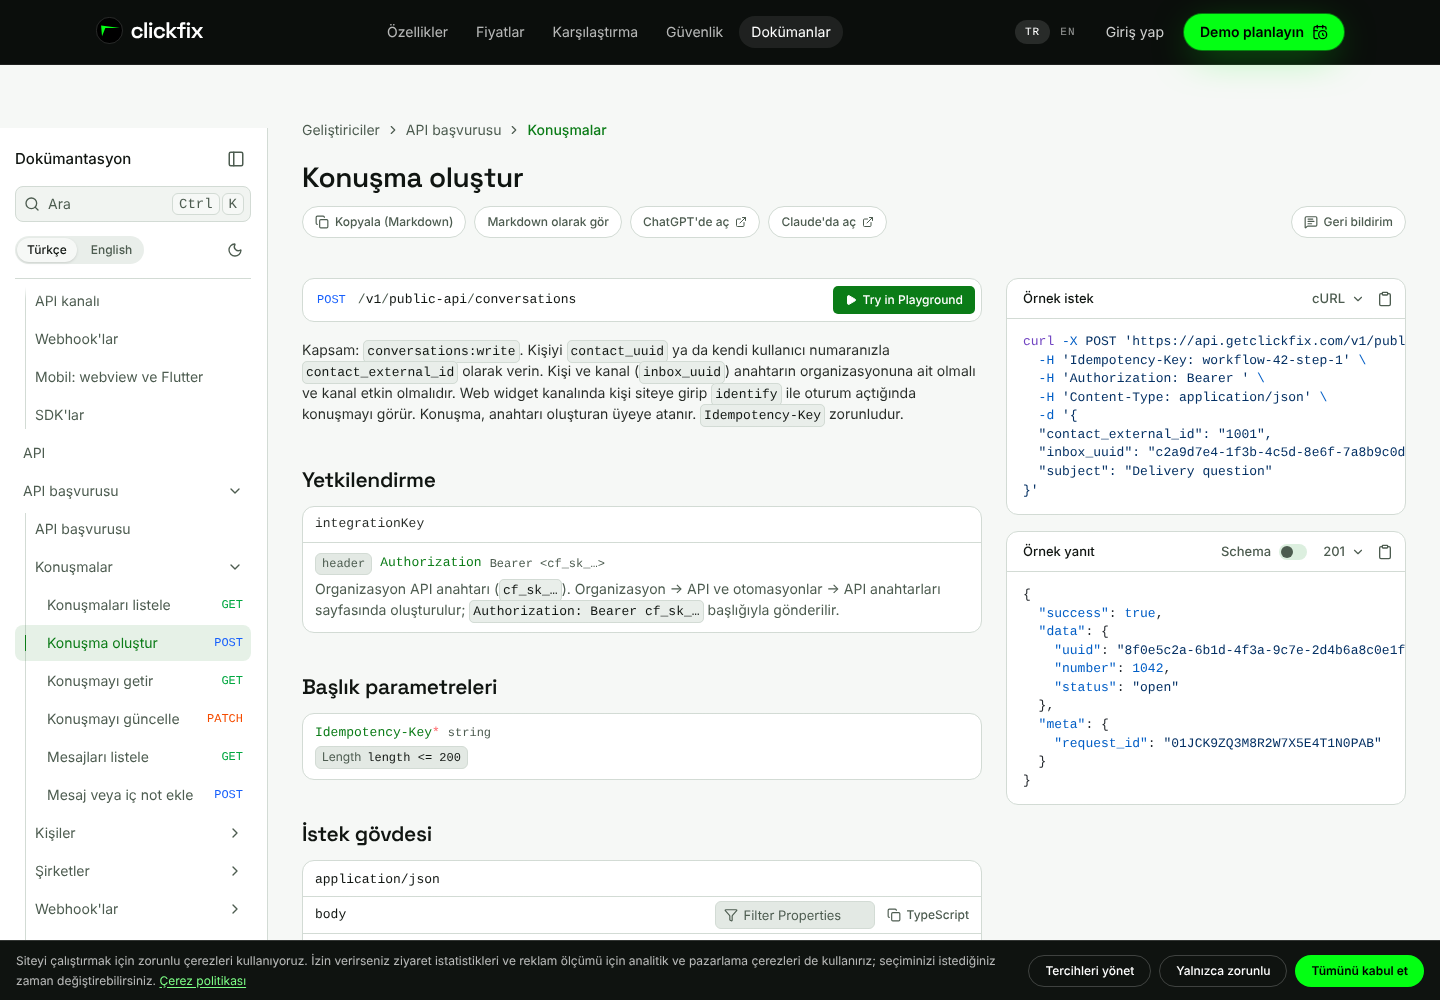 clickfix
Özellikler
Fiyatlar
Karşılaştırma
Güvenlik
Dokümanlar
TR
EN
Giriş yap
Demo planlayın
Dokümantasyon
Ara
Ctrl K
Türkçe
English
API kanalı
Webhook'lar
Mobil: webview ve Flutter
SDK'lar
API
API başvurusu
API başvurusu
Konuşmalar
Konuşmaları listele GET
Konuşma oluştur POST
Konuşmayı getir GET
Konuşmayı güncelle PATCH
Mesajları listele GET
Mesaj veya iç not ekle POST
Kişiler
Şirketler
Webhook'lar
Geliştiriciler > API başvurusu > Konuşmalar
Konuşma oluştur
Kopyala (Markdown)
Markdown olarak gör
ChatGPT'de aç
Claude'da aç
Geri bildirim
POST /v1/public-api/conversations
Try in Playground
Kapsam: conversations:write. Kişiyi contact_uuid ya da kendi kullanıcı numaranızla
contact_external_id olarak verin. Kişi ve kanal (inbox_uuid) anahtarın organizasyonuna ait olmalı
ve kanal etkin olmalıdır. Web widget kanalında kişi siteye girip identify ile oturum açtığında
konuşmayı görür. Konuşma, anahtarı oluşturan üyeye atanır. Idempotency-Key zorunludur.
Yetkilendirme
integrationKey
header Authorization Bearer <cf_sk_…>
Organizasyon API anahtarı (cf_sk_…). Organizasyon → API ve otomasyonlar → API anahtarları
sayfasında oluşturulur; Authorization: Bearer cf_sk_… başlığıyla gönderilir.
Başlık parametreleri
Idempotency-Key* string
Length length <= 200
İstek gövdesi
application/json
body
Filter Properties
TypeScript
Örnek istek
cURL
curl -X POST 'https://api.getclickfix.com/v1/publ
-H 'Idempotency-Key: workflow-42-step-1' \
-H 'Authorization: Bearer ' \
-H 'Content-Type: application/json' \
-d '{
"contact_external_id": "1001",
"inbox_uuid": "c2a9d7e4-1f3b-4c5d-8e6f-7a8b9c0d
"subject": "Delivery question"
}'
Örnek yanıt
Schema
201
{
"success": true,
"data": {
"uuid": "8f0e5c2a-6b1d-4f3a-9c7e-2d4b6a8c0e1f
"number": 1042,
"status": "open"
},
"meta": {
"request_id": "01JCK9ZQ3M8R2W7X5E4T1N0PAB"
}
}
Siteyi çalıştırmak için zorunlu çerezleri kullanıyoruz. İzin verirseniz ziyaret istatistikleri ve reklam ölçümü için analitik ve pazarlama çerezleri de kullanırız; seçiminizi istediğiniz
zaman değiştirebilirsiniz. Çerez politikası
Tercihleri yönet
Yalnızca zorunlu
Tümünü kabul et